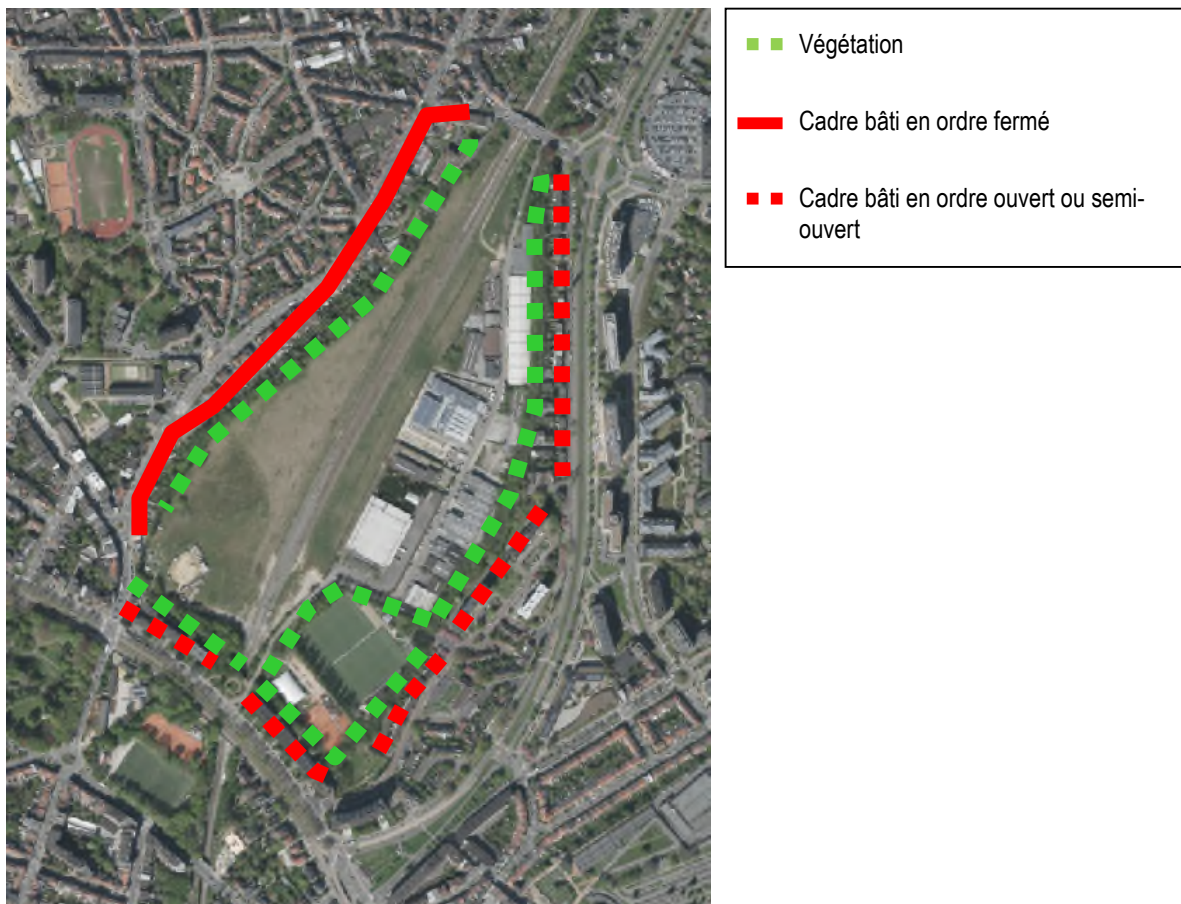 Végétation
Cadre bâti en ordre fermé
Cadre bâti en ordre ouvert ou semi-
ouvert